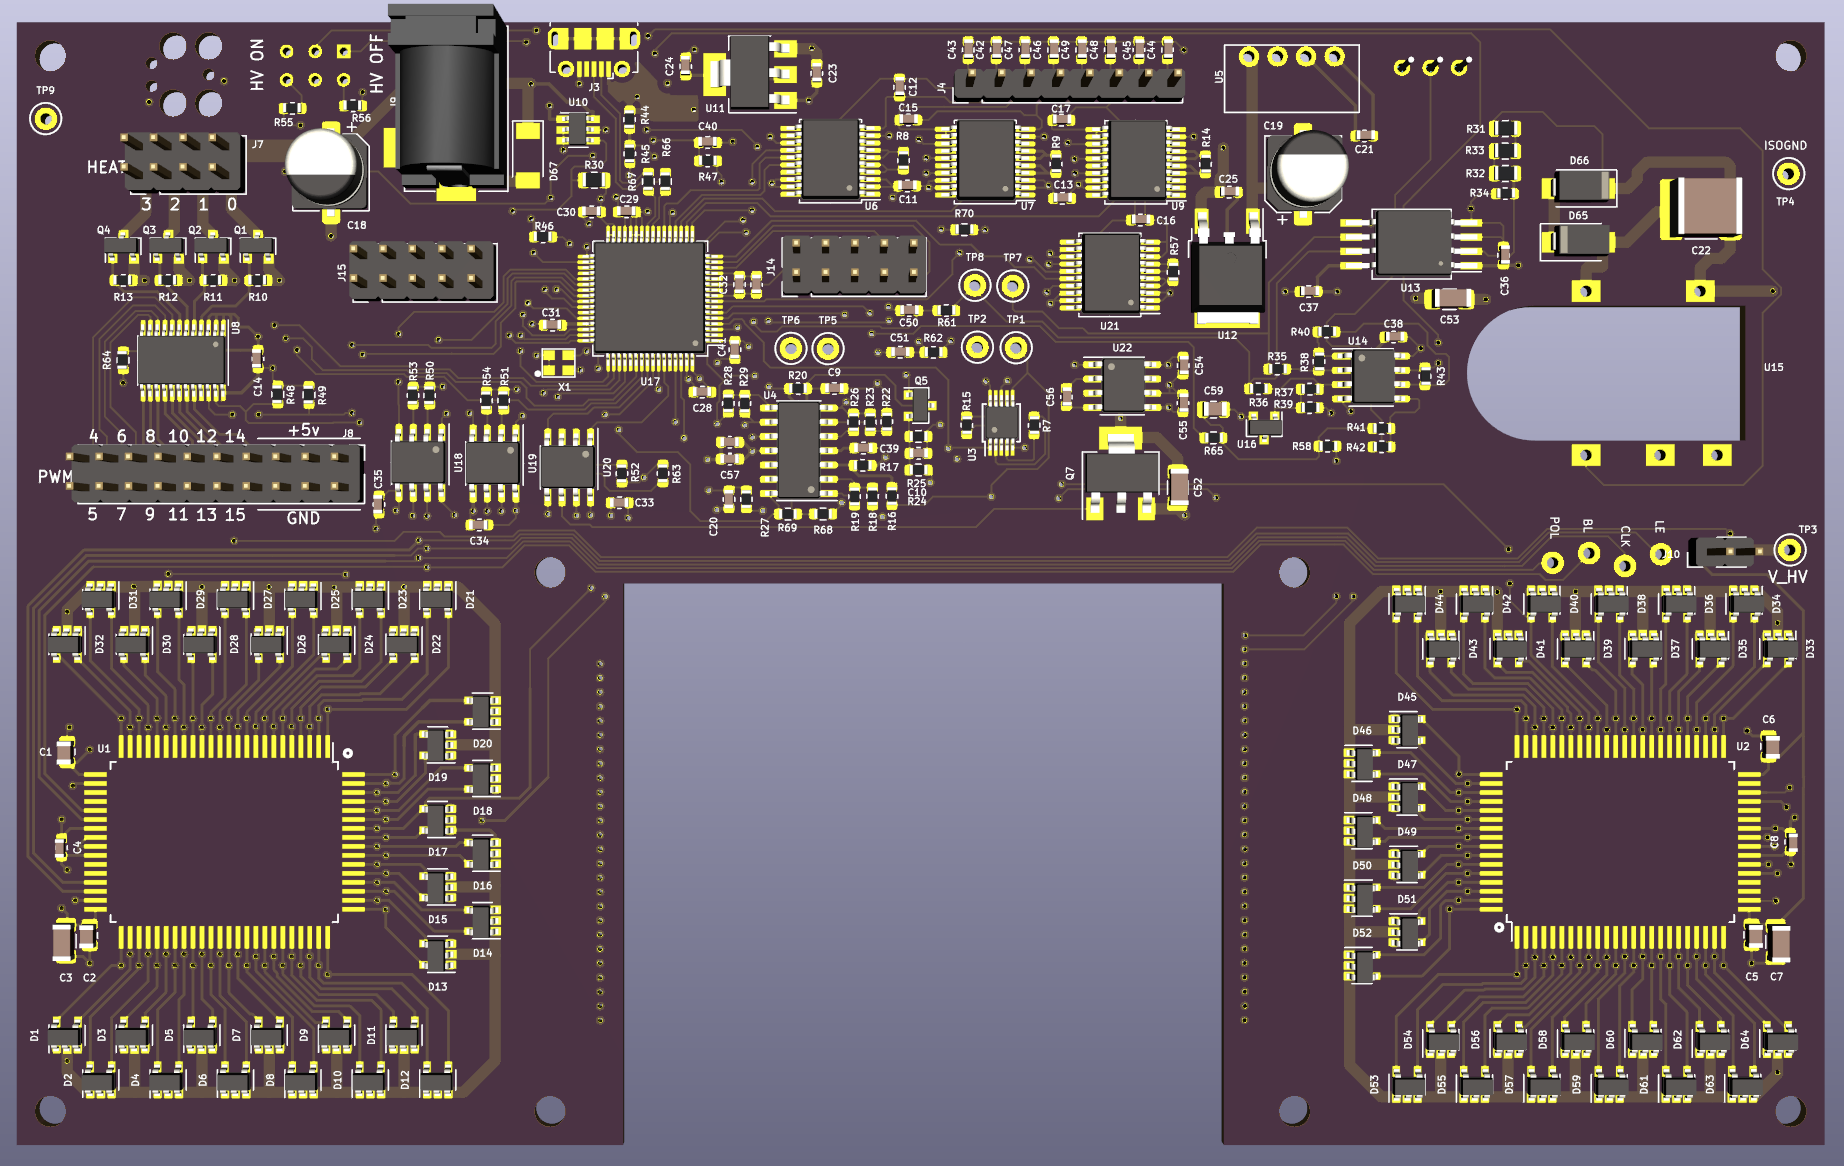 HV ON
HV OFF
TP9
R55
R56
J3
C24
U11
C23
C43
C42
C47
C46
C49
C48
C45
C44
J4
U5
C12
C15
C17
U10
R44
R45
R66
C40
R47
R8
R9
R14
C19
C21
R31
R33
R32
R34
D66
D65
ISOGND
TP4
HEAT
J7
3 2 1 0
C18
D67
R30
R67
C30
C29
R46
C11
U6
C13
U7
U9
C25
C16
R70
R57
C22
C36
U13
C53
C37
Q4
Q3
Q2
Q1
R13
R12
R11
R10
J15
J14
C32
TP8
TP7
U21
U12
C31
C50
R61
TP6
TP5
TP2
TP1
C51
R62
C41
U8
R64
C14
R48
R49
X1
U17
R53
R50
R54
R51
C28
R28
R29
R20
C9
U4
Q5
U22
C54
C56
C55
C59
R65
R35
R36
R37
R39
R38
R40
U14
C38
R43
U16
R58
R41
R42
U15
R26
R23
R22
R15
U3
R7
C39
R17
R25
C10
R24
C57
C20
R27
R69
R68
R19
R18
R16
4 6 8 10 12 14
+5v
J8
PWM
5 7 9 11 13 15
GND
C35
U18
U19
U20
R52
R63
C33
C34
Q7
C52
POL
BL
CLK
LE
J10
TP3
V_HV
D31
D29
D27
D25
D23
D21
D32
D30
D28
D26
D24
D22
D44
D42
D40
D38
D36
D34
D43
D41
D39
D37
D35
D33
C1
U1
C4
C3
C2
D20
D19
D18
D17
D16
D15
D14
D13
D45
D46
D47
D48
D49
D50
D51
D52
C6
U2
C8
C5
C7
D1
D3
D5
D7
D9
D11
D2
D4
D6
D8
D10
D12
D54
D56
D58
D60
D62
D64
D53
D55
D57
D59
D61
D63